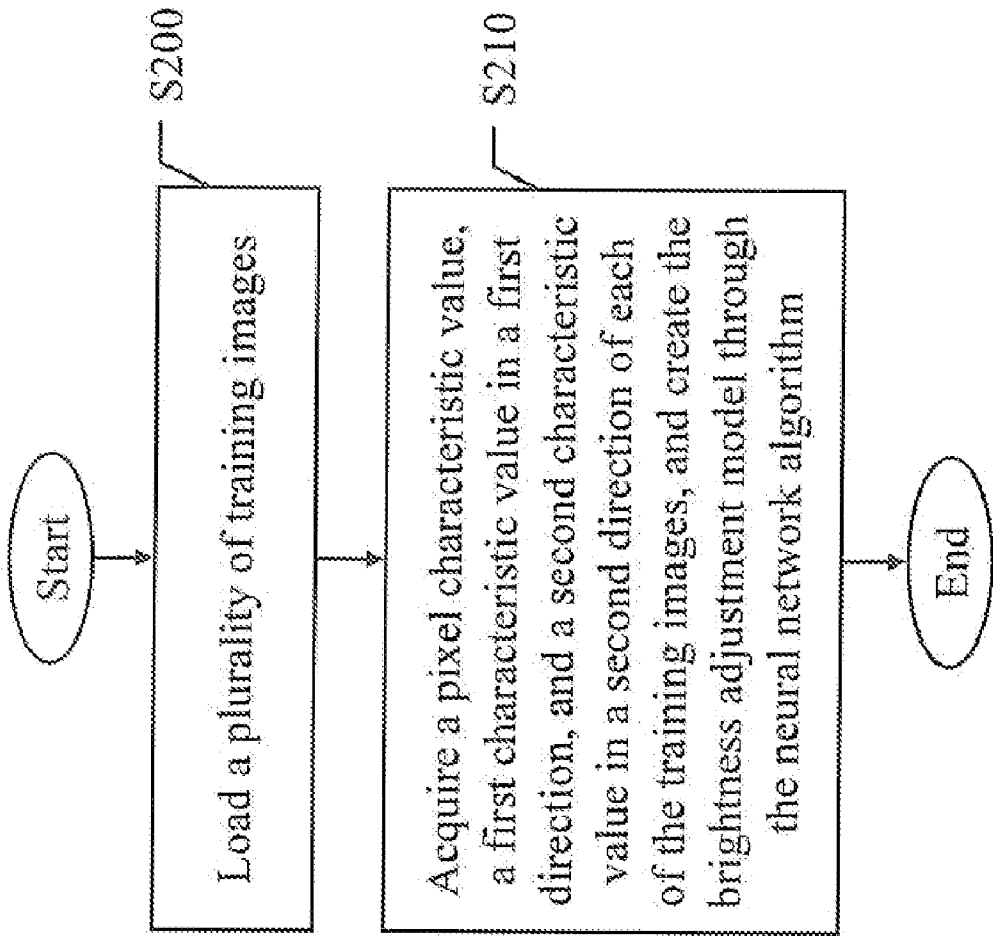 Start
Load a plurality of training images
S200
Acquire a pixel characteristic value,
a first characteristic value in a first
direction, and a second characteristic
value in a second direction of each
of the training images, and create the
brightness adjustment model through
the neural network algorithm
S210
End